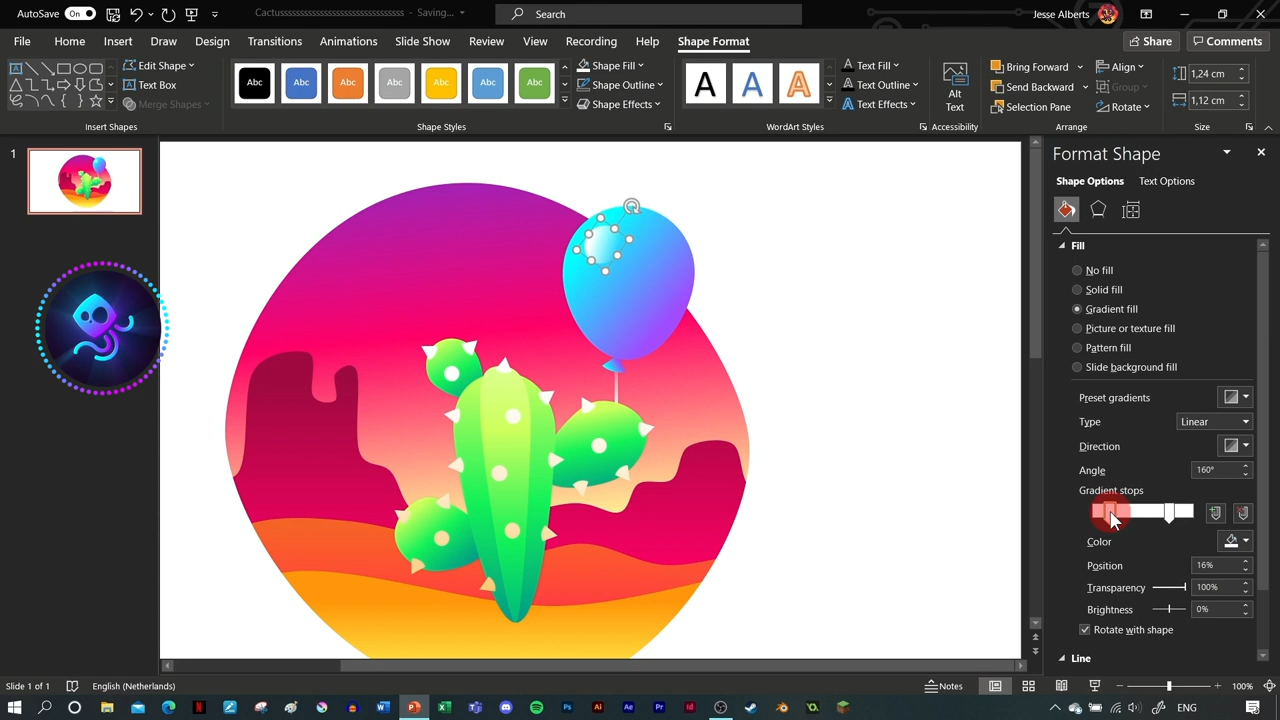 AutoSave On Cactusssssssssssssssssssssssssssssss - Saving... Search Jesse Alberts
File Home Insert Draw Design Transitions Animations Slide Show Review View Recording Help Shape Format Share Comments
Edit Shape
Text Box
Merge Shapes
Insert Shapes
Abc Abc Abc Abc Abc Abc Abc
Shape Fill
Shape Outline
Shape Effects
Shape Styles
A A A
Text Fill
Text Outline
Text Effects
WordArt Styles
Alt
Text
Accessibility
Bring Forward
Send Backward
Selection Pane
Align
Group
Rotate
Arrange
1,24 cm
1,12 cm
Size
1
Format Shape
Shape Options Text Options
Fill
No fill
Solid fill
Gradient fill
Picture or texture fill
Pattern fill
Slide background fill
Preset gradients
Type Linear
Direction
Angle 160°
Gradient stops
Color
Position 16%
Transparency 100%
Brightness 0%
Rotate with shape
Line
Slide 1 of 1 English (Netherlands) Notes 100%
ENG